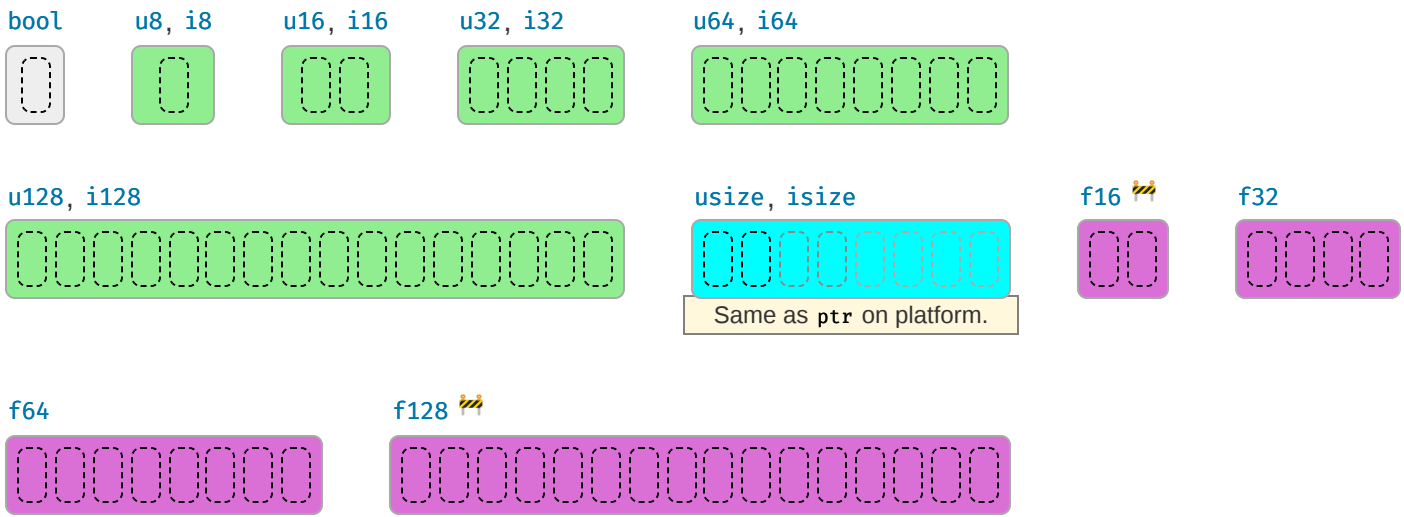 bool
u8, i8
u16, i16
u32, i32
u64, i64
u128, i128
usize, isize
f16 🚧
f32
Same as ptr on platform.
f64
f128 🚧